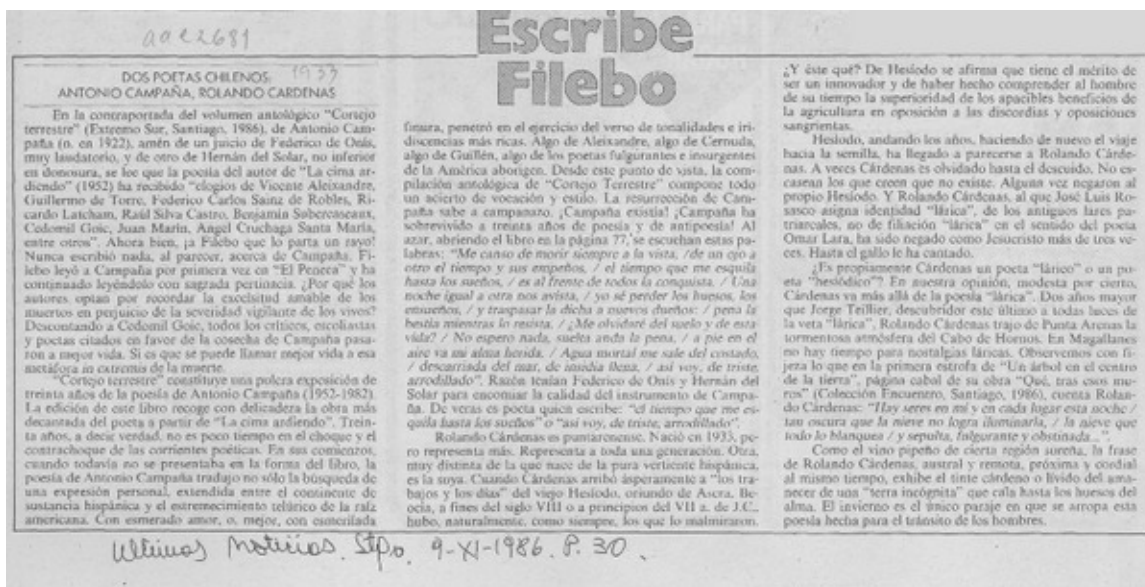 aae2681
Escribe
Filebo
DOS POETAS CHILENOS: 1933
ANTONIO CAMPAÑA, ROLANDO CARDENAS
En la contraportada del volumen antológico "Cortejo
terrestre" (Extremo Sur, Santiago, 1986), de Antonio Cam-
paña (n. en 1922), amén de un juicio de Federico de Onís,
muy laudatorio, y de otro de Hernán del Solar, no inferior
en donosura, se lee que la poesía del autor de "La cima ar-
diendo" (1952) ha recibido "elogios de Vicente Aleixandre,
Guillermo de Torre, Federico Carlos Sainz de Robles, Ri-
cardo Latcham, Raúl Silva Castro, Benjamín Subercaseaux,
Cedomil Goic, Juan Marín, Angel Cruchaga Santa María,
entre otros". Ahora bien, ¡a Filebo que lo parta un rayo!
Nunca escribió nada, al parecer, acerca de Campaña. Fi-
lebo leyó a Campaña por primera vez en "El Peneca" y ha
continuado leyéndolo con sagrada pertinacia. ¿Por qué los
autores optan por recordar la excelsitud amable de los
muertos en perjuicio de la severidad vigilante de los vivos?
Descontando a Cedomil Goic, todos los críticos, escoliastas
y poetas citados en favor de la cosecha de Campaña pasa-
ron a mejor vida. Si es que se puede llamar mejor vida a esa
metáfora in extremis de la muerte.
"Cortejo terrestre" constituye una pulcra exposición de
treinta años de la poesía de Antonio Campaña (1952-1982).
La edición de este libro recoge con delicadeza la obra más
decantada del poeta a partir de "La cima ardiendo". Trein-
ta años, a decir verdad, no es poco tiempo en el choque y el
contrachoque de las corrientes poéticas. En sus comienzos,
cuando todavía no se presentaba en la forma del libro, la
poesía de Antonio Campaña tradujo no sólo la búsqueda de
una expresión personal, extendida entre el continente de
sustancia hispánica y el estremecimiento telúrico de la raíz
americana. Con esmerado amor, o, mejor, con esmerilada
finura, penetró en el ejercicio del verso de tonalidades e iri-
discencias más ricas. Algo de Aleixandre, algo de Cernuda,
algo de Guillén, algo de los poetas fulgurantes e insurgentes
de la América aborigen. Desde este punto de vista, la com-
pilación antológica de "Cortejo Terrestre" compone todo
un acierto de vocación y estilo. La resurrección de Cam-
paña sabe a campanazo. ¡Campaña existía! ¡Campaña ha
sobrevivido a treinta años de poesía y de antipoesía! Al
azar, abriendo el libro en la página 77, se escuchan estas pa-
labras: "Me canso de morir siempre a la vista, /de un ojo a
otro el tiempo y sus empeños, / el tiempo que me esquila
hasta los sueños, / es al frente de todos la conquista. / Una
noche igual a otra nos avista, / yo sé perder los huesos, los
ensueños, / y traspasar la dicha a nuevos dueños: / pena la
bestia mientras lo resista. / ¿Me olvidaré del suelo y de esta
vida? / No espero nada, suelta anda la pena, / a pie en el
aire va mi alma herida. / Agua mortal me sale del costado,
/ descarriada del mar, de insidia llena, / así voy, de triste,
arrodillado". Razón tenían Federico de Onís y Hernán del
Solar para encomiar la calidad del instrumento de Campa-
ña. De veras es poeta quien escribe: "el tiempo que me es-
quila hasta los sueños" o "así voy, de triste, arrodillado".
Rolando Cárdenas es puntarenense. Nació en 1933, pe-
ro representa más. Representa a toda una generación. Otra,
muy distinta de la que nace de la pura vertiente hispánica,
es la suya. Cuando Cárdenas arribó ásperamente a "los tra-
bajos y los días" del viejo Hesíodo, oriundo de Ascra, Be-
ocia, a fines del siglo VIII o a principios del VII a. de J.C.,
hubo, naturalmente, como siempre, los que lo malmiraron.
¿Y éste qué? De Hesíodo se afirma que tiene el mérito de
ser un innovador y de haber hecho comprender al hombre
de su tiempo la superioridad de los apacibles beneficios de
la agricultura en oposición a las discordias y oposiciones
sangrientas.
Hesíodo, andando los años, haciendo de nuevo el viaje
hacia la semilla, ha llegado a parecerse a Rolando Cárde-
nas. A veces Cárdenas es olvidado hasta el descuido. No es-
casean los que creen que no existe. Alguna vez negaron al
propio Hesíodo. Y Rolando Cárdenas, al que José Luis Ro-
sasco asigna identidad "lárica", de los antiguos lares pa-
triarcales, no de filiación "lárica" en el sentido del poeta
Omar Lara, ha sido negado como Jesucristo más de tres ve-
ces. Hasta el gallo le ha cantado.
¿Es propiamente Cárdenas un poeta "lárico" o un po-
eta "hesiódico"? En nuestra opinión, modesta por cierto,
Cárdenas va más allá de la poesía "lárica". Dos años mayor
que Jorge Teillier, descubridor este último a todas luces de
la veta "lárica", Rolando Cárdenas trajo de Punta Arenas la
tormentosa atmósfera del Cabo de Hornos. En Magallanes
no hay tiempo para nostalgias láricas. Observemos con fi-
jeza lo que en la primera estrofa de "Un árbol en el centro
de la tierra", página cabal de su obra "Qué, tras esos mu-
ros" (Colección Encuentro, Santiago, 1986), cuenta Rolan-
do Cárdenas: "Hay seres en mí y en cada lugar esta noche /
tan oscura que la nieve no logra iluminarla, / la nieve que
todo lo blanquea / y sepulta, fulgurante y obstinada...".
Como el vino pipeño de cierta región sureña, la frase
de Rolando Cárdenas, austral y remota, próxima y cordial
al mismo tiempo, exhibe el tinte cárdeno o lívido del ama-
necer de una "terra incógnita" que cala hasta los huesos del
alma. El invierno es el único paraje en que se arropa esta
poesía hecha para el tránsito de los hombres.
Ultimas Noticias. Stgo. 9-XI-1986. P. 30.